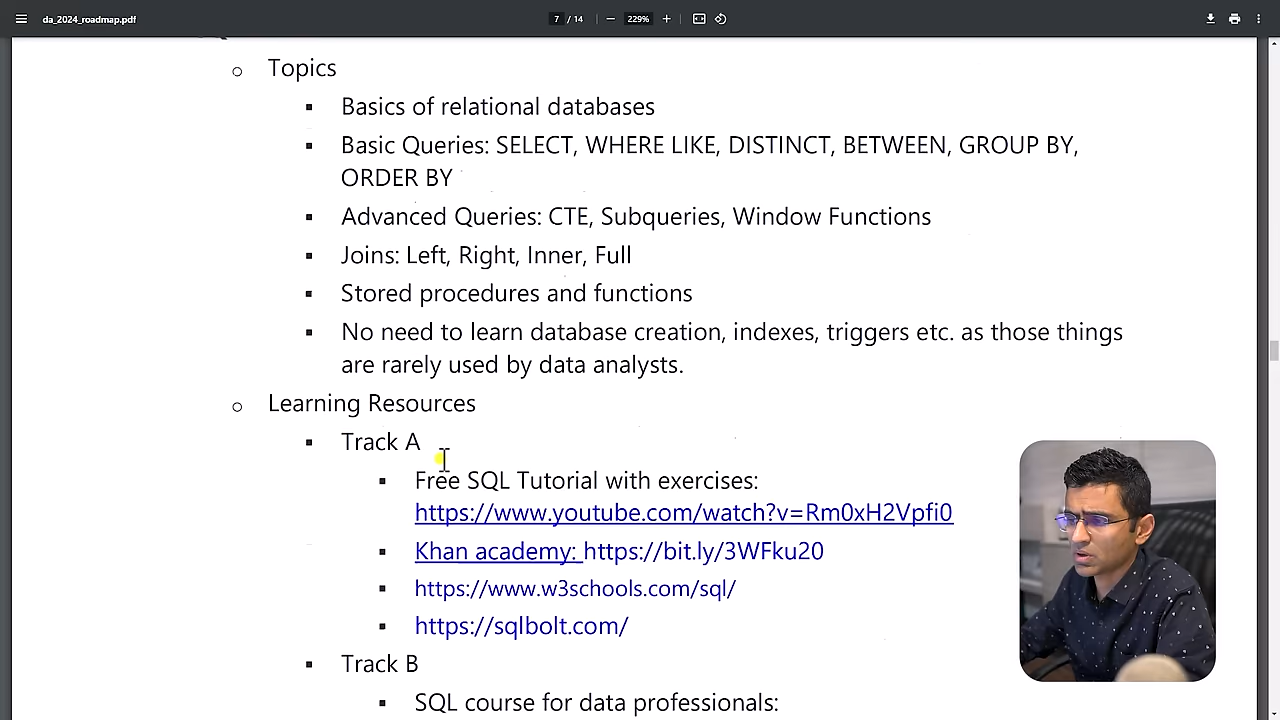 da_2024_roadmap.pdf
7 / 14
229%
Topics
Basics of relational databases
Basic Queries: SELECT, WHERE LIKE, DISTINCT, BETWEEN, GROUP BY,
ORDER BY
Advanced Queries: CTE, Subqueries, Window Functions
Joins: Left, Right, Inner, Full
Stored procedures and functions
No need to learn database creation, indexes, triggers etc. as those things
are rarely used by data analysts.
Learning Resources
Track A
Free SQL Tutorial with exercises:
https://www.youtube.com/watch?v=Rm0xH2Vpfi0
Khan academy: https://bit.ly/3WFku20
https://www.w3schools.com/sql/
https://sqlbolt.com/
Track B
SQL course for data professionals: